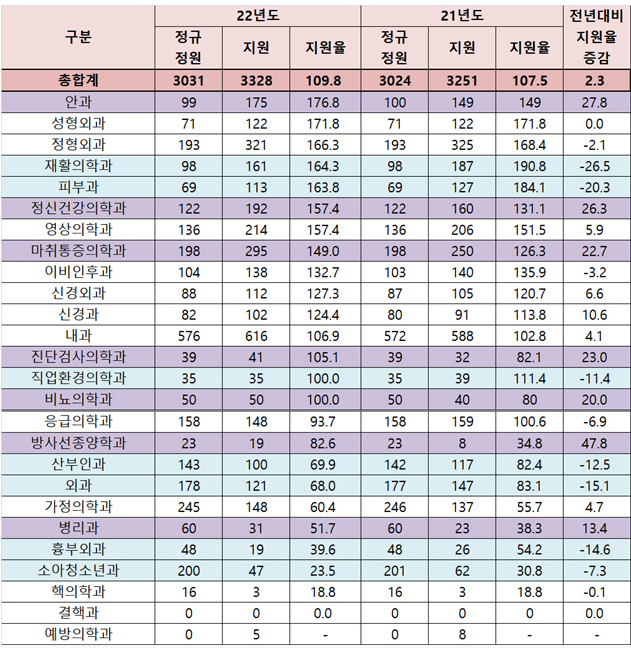 구분 22년도 21년도 전년대비 지원율 증감
정규 정원 지원 지원율 정규 정원 지원 지원율
총합계 3031 3328 109.8 3024 3251 107.5 2.3
안과 99 175 176.8 100 149 149 27.8
성형외과 71 122 171.8 71 122 171.8 0.0
정형외과 193 321 166.3 193 325 168.4 -2.1
재활의학과 98 161 164.3 98 187 190.8 -26.5
피부과 69 113 163.8 69 127 184.1 -20.3
정신건강의학과 122 192 157.4 122 160 131.1 26.3
영상의학과 136 214 157.4 136 206 151.5 5.9
마취통증의학과 198 295 149.0 198 250 126.3 22.7
이비인후과 104 138 132.7 103 140 135.9 -3.2
신경외과 88 112 127.3 87 105 120.7 6.6
신경과 82 102 124.4 80 91 113.8 10.6
내과 576 616 106.9 572 588 102.8 4.1
진단검사의학과 39 41 105.1 39 32 82.1 23.0
직업환경의학과 35 35 100.0 35 39 111.4 -11.4
비뇨의학과 50 50 100.0 50 40 80 20.0
응급의학과 158 148 93.7 158 159 100.6 -6.9
방사선종양학과 23 19 82.6 23 8 34.8 47.8
산부인과 143 100 69.9 142 117 82.4 -12.5
외과 178 121 68.0 177 147 83.1 -15.1
가정의학과 245 148 60.4 246 137 55.7 4.7
병리과 60 31 51.7 60 23 38.3 13.4
흉부외과 48 19 39.6 48 26 54.2 -14.6
소아청소년과 200 47 23.5 201 62 30.8 -7.3
핵의학과 16 3 18.8 16 3 18.8 -0.1
결핵과 0 0 0.0 0 0 0.0 0.0
예방의학과 0 5 - 0 8 - -